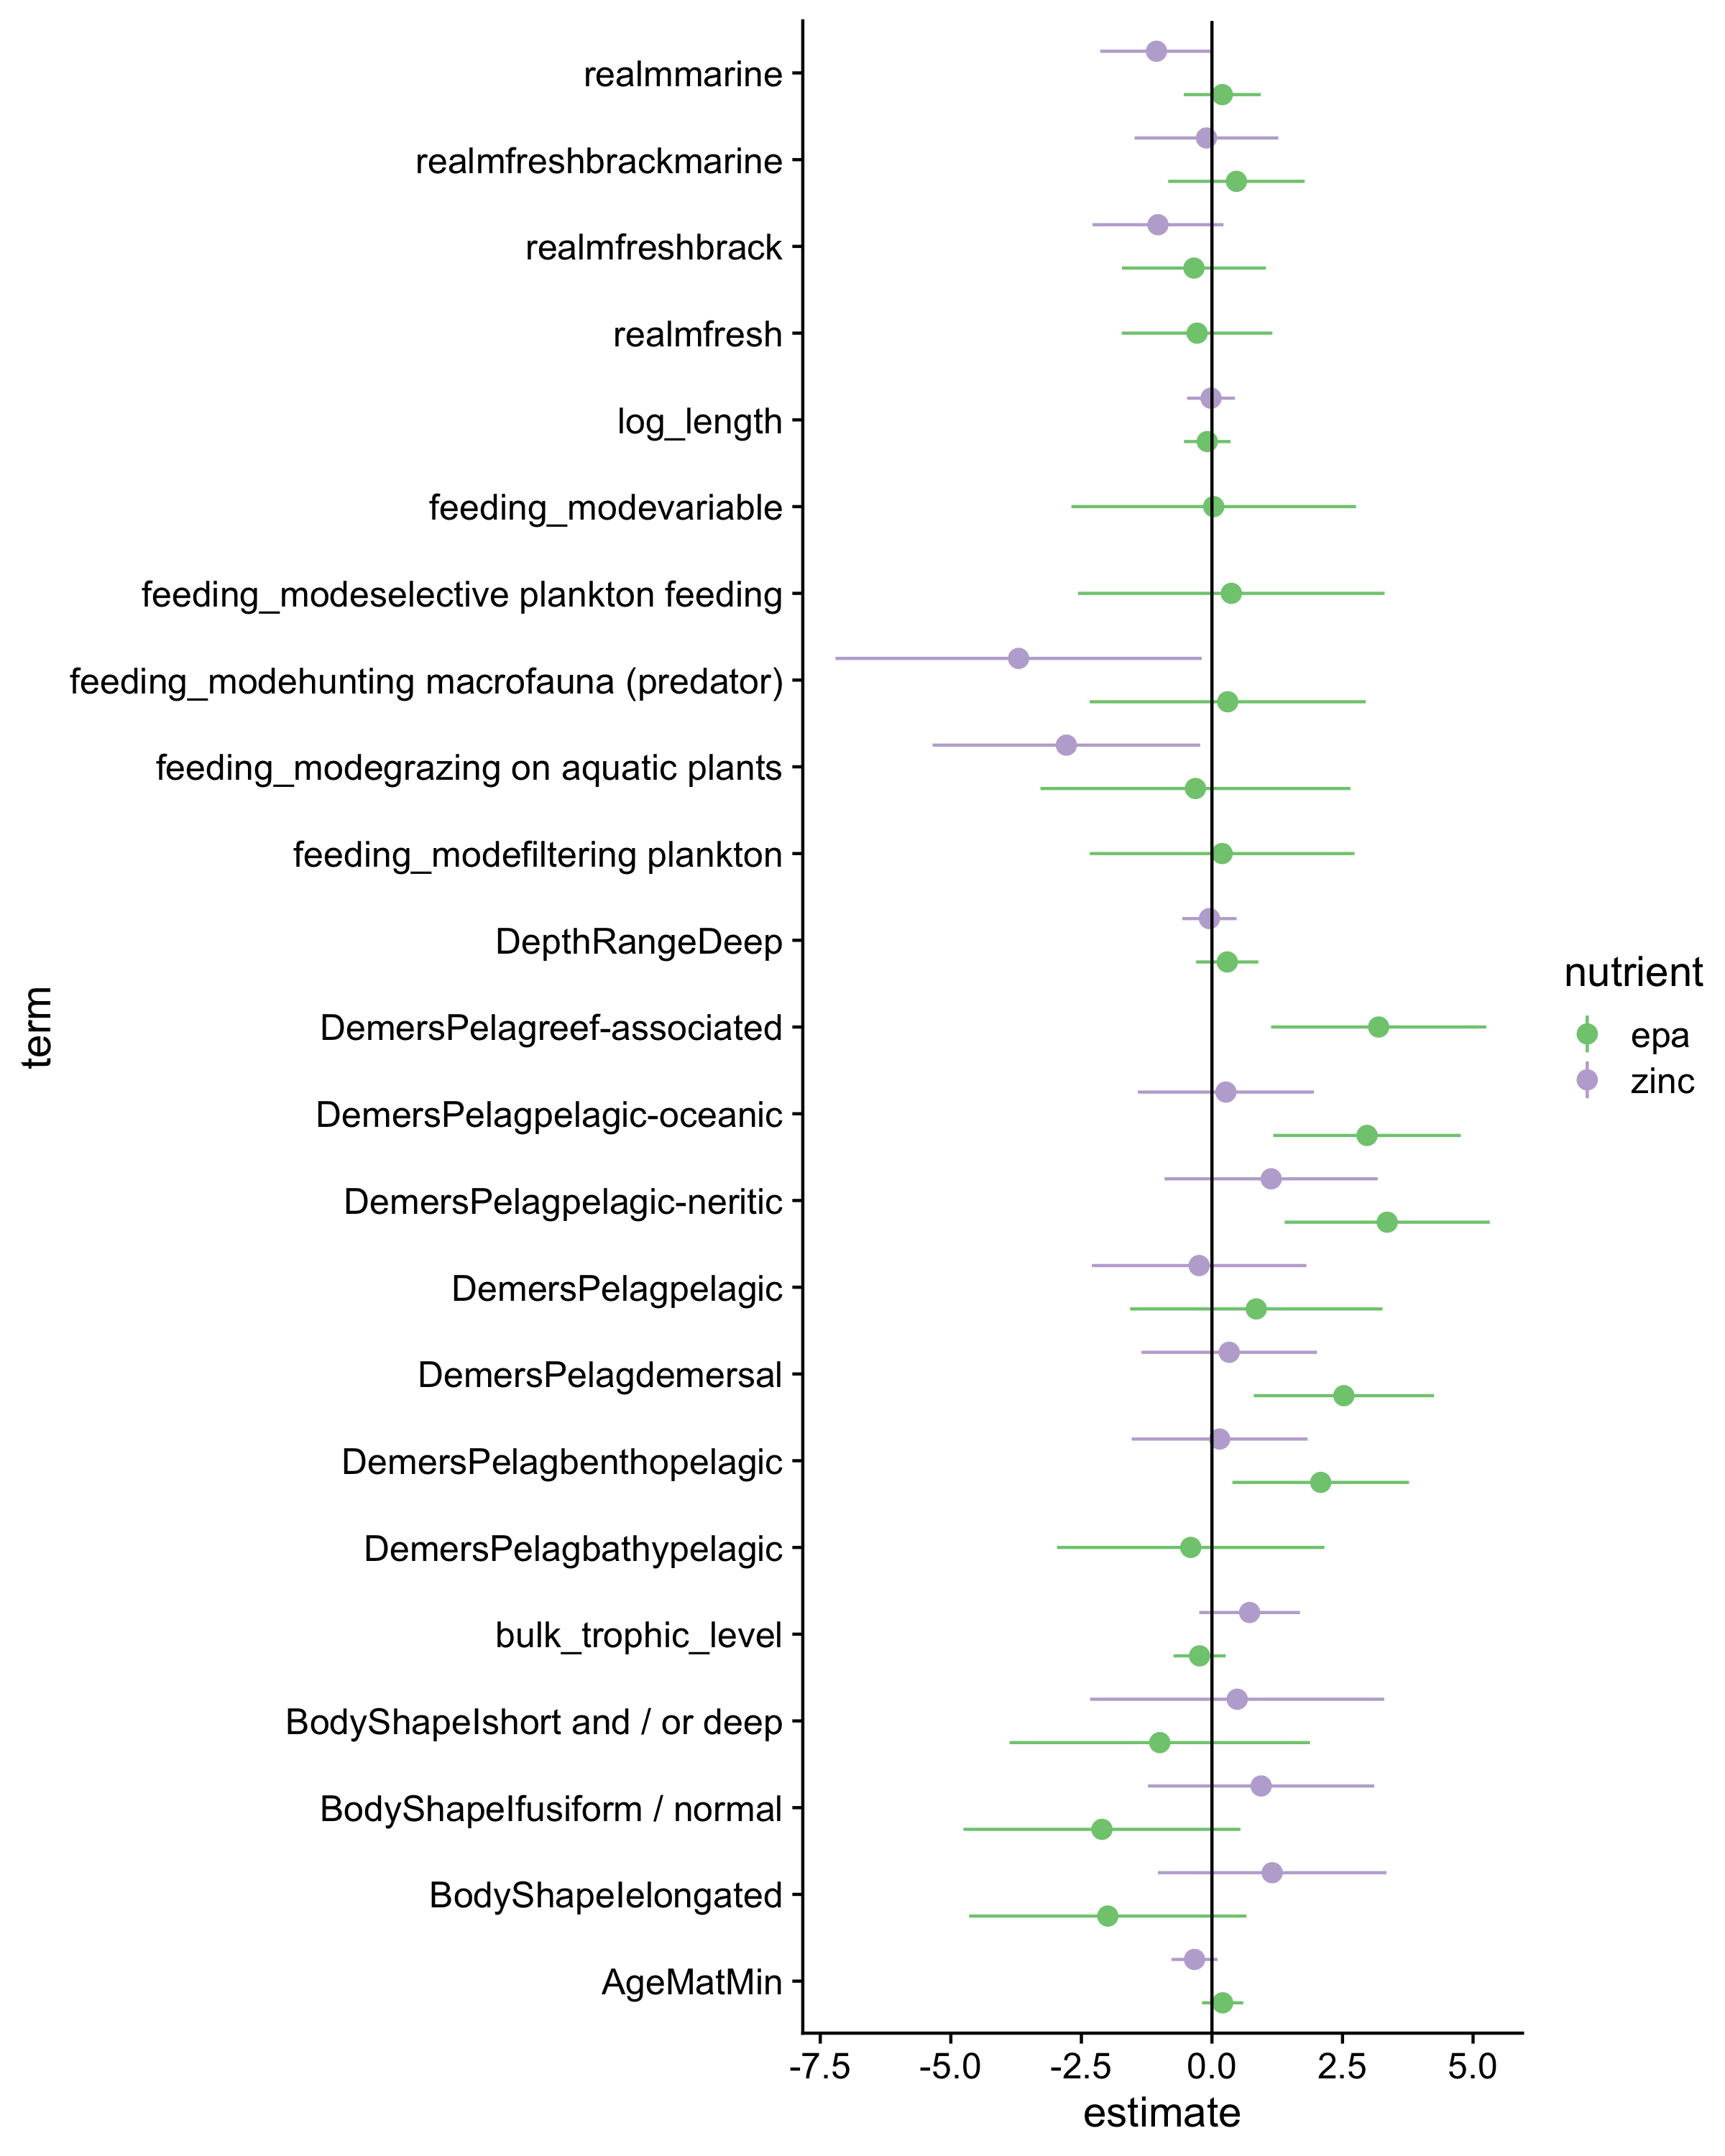 realmmarine
realmfreshbrackmarine
realmfreshbrack
realmfresh
log_length
feeding_modevariable
feeding_modeselective plankton feeding
feeding_modehunting macrofauna (predator)
feeding_modegrazing on aquatic plants
feeding_modefiltering plankton
DepthRangeDeep
DemersPelagreef-associated
DemersPelagpelagic-oceanic
DemersPelagpelagic-neritic
DemersPelagpelagic
DemersPelagdemersal
DemersPelagbenthopelagic
DemersPelagbathypelagic
bulk_trophic_level
BodyShapeIshort and / or deep
BodyShapeIfusiform / normal
BodyShapeIelongated
AgeMatMin
term
-7.5 -5.0 -2.5 0.0 2.5 5.0
estimate
nutrient
epa
zinc